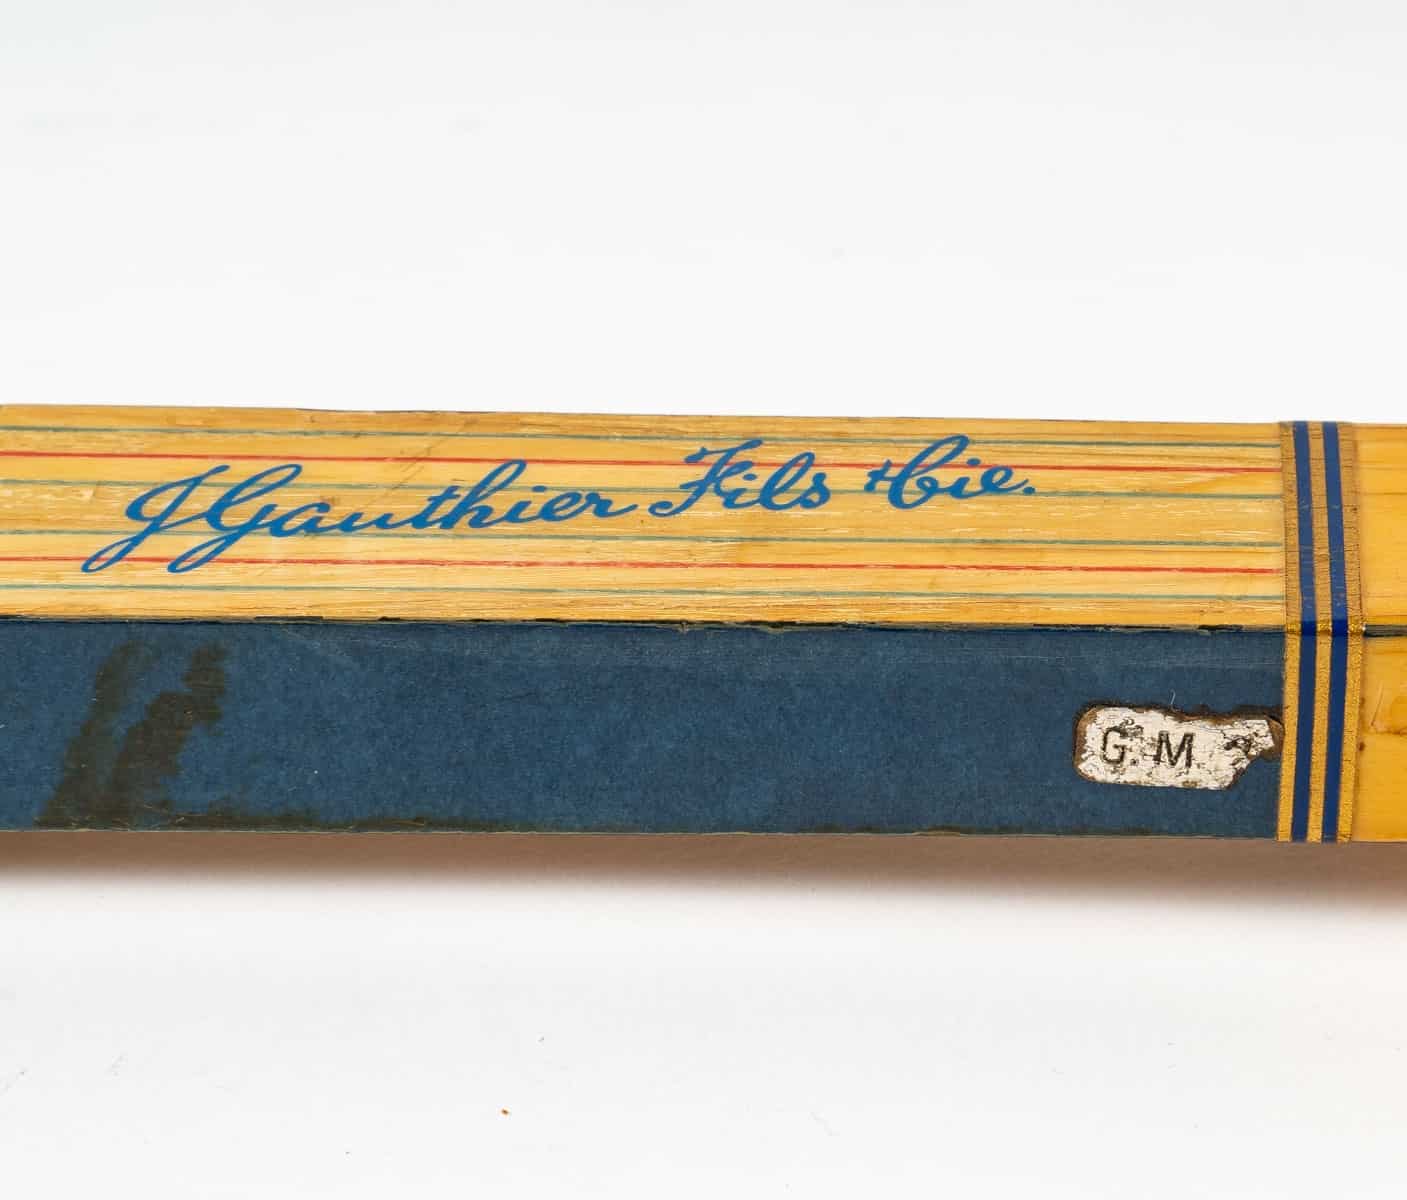 J Gauthier Fils & Cie.
G. M